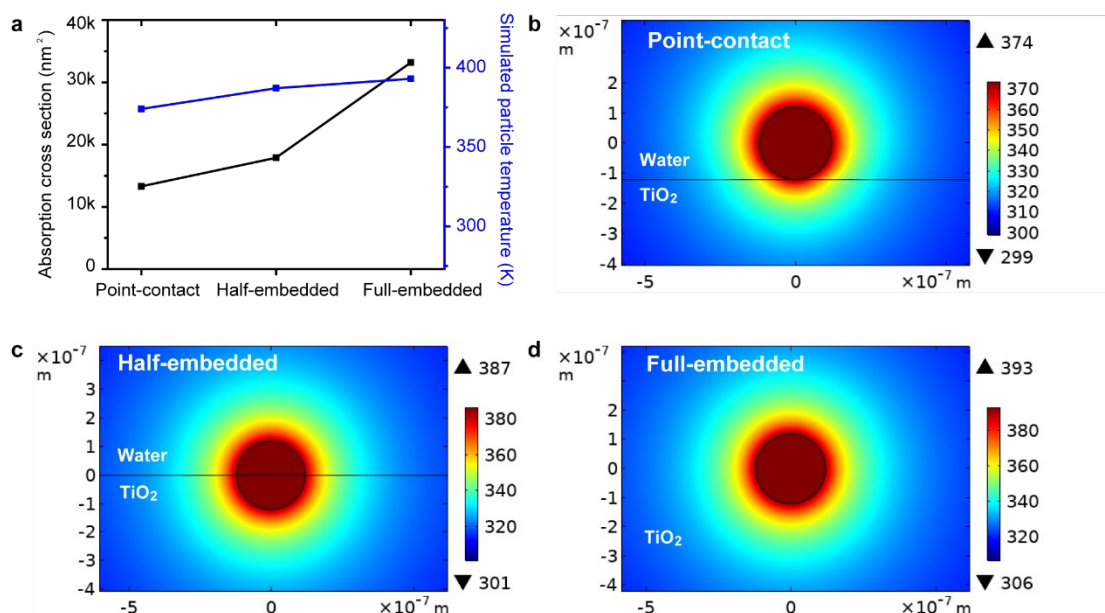 a
Absorption cross section (nm²)
40k
30k
20k
10k
0
Point-contact Half-embedded Full-embedded
400
350
300
250
Simulated particle temperature (K)
b
×10⁻⁷
m
Point-contact
2
1
0
-1
-2
-3
-4
Water
TiO₂
-5 0 ×10⁻⁷ m
▲ 374
370
360
350
340
330
320
310
300
▼ 299
c
×10⁻⁷
m
Half-embedded
3
2
1
0
-1
-2
-3
-4
Water
TiO₂
-5 0 ×10⁻⁷ m
▲ 387
380
360
340
320
▼ 301
d
×10⁻⁷
m
Full-embedded
3
2
1
0
-1
-2
-3
-4
TiO₂
-5 0 ×10⁻⁷ m
▲ 393
380
360
340
320
▼ 306